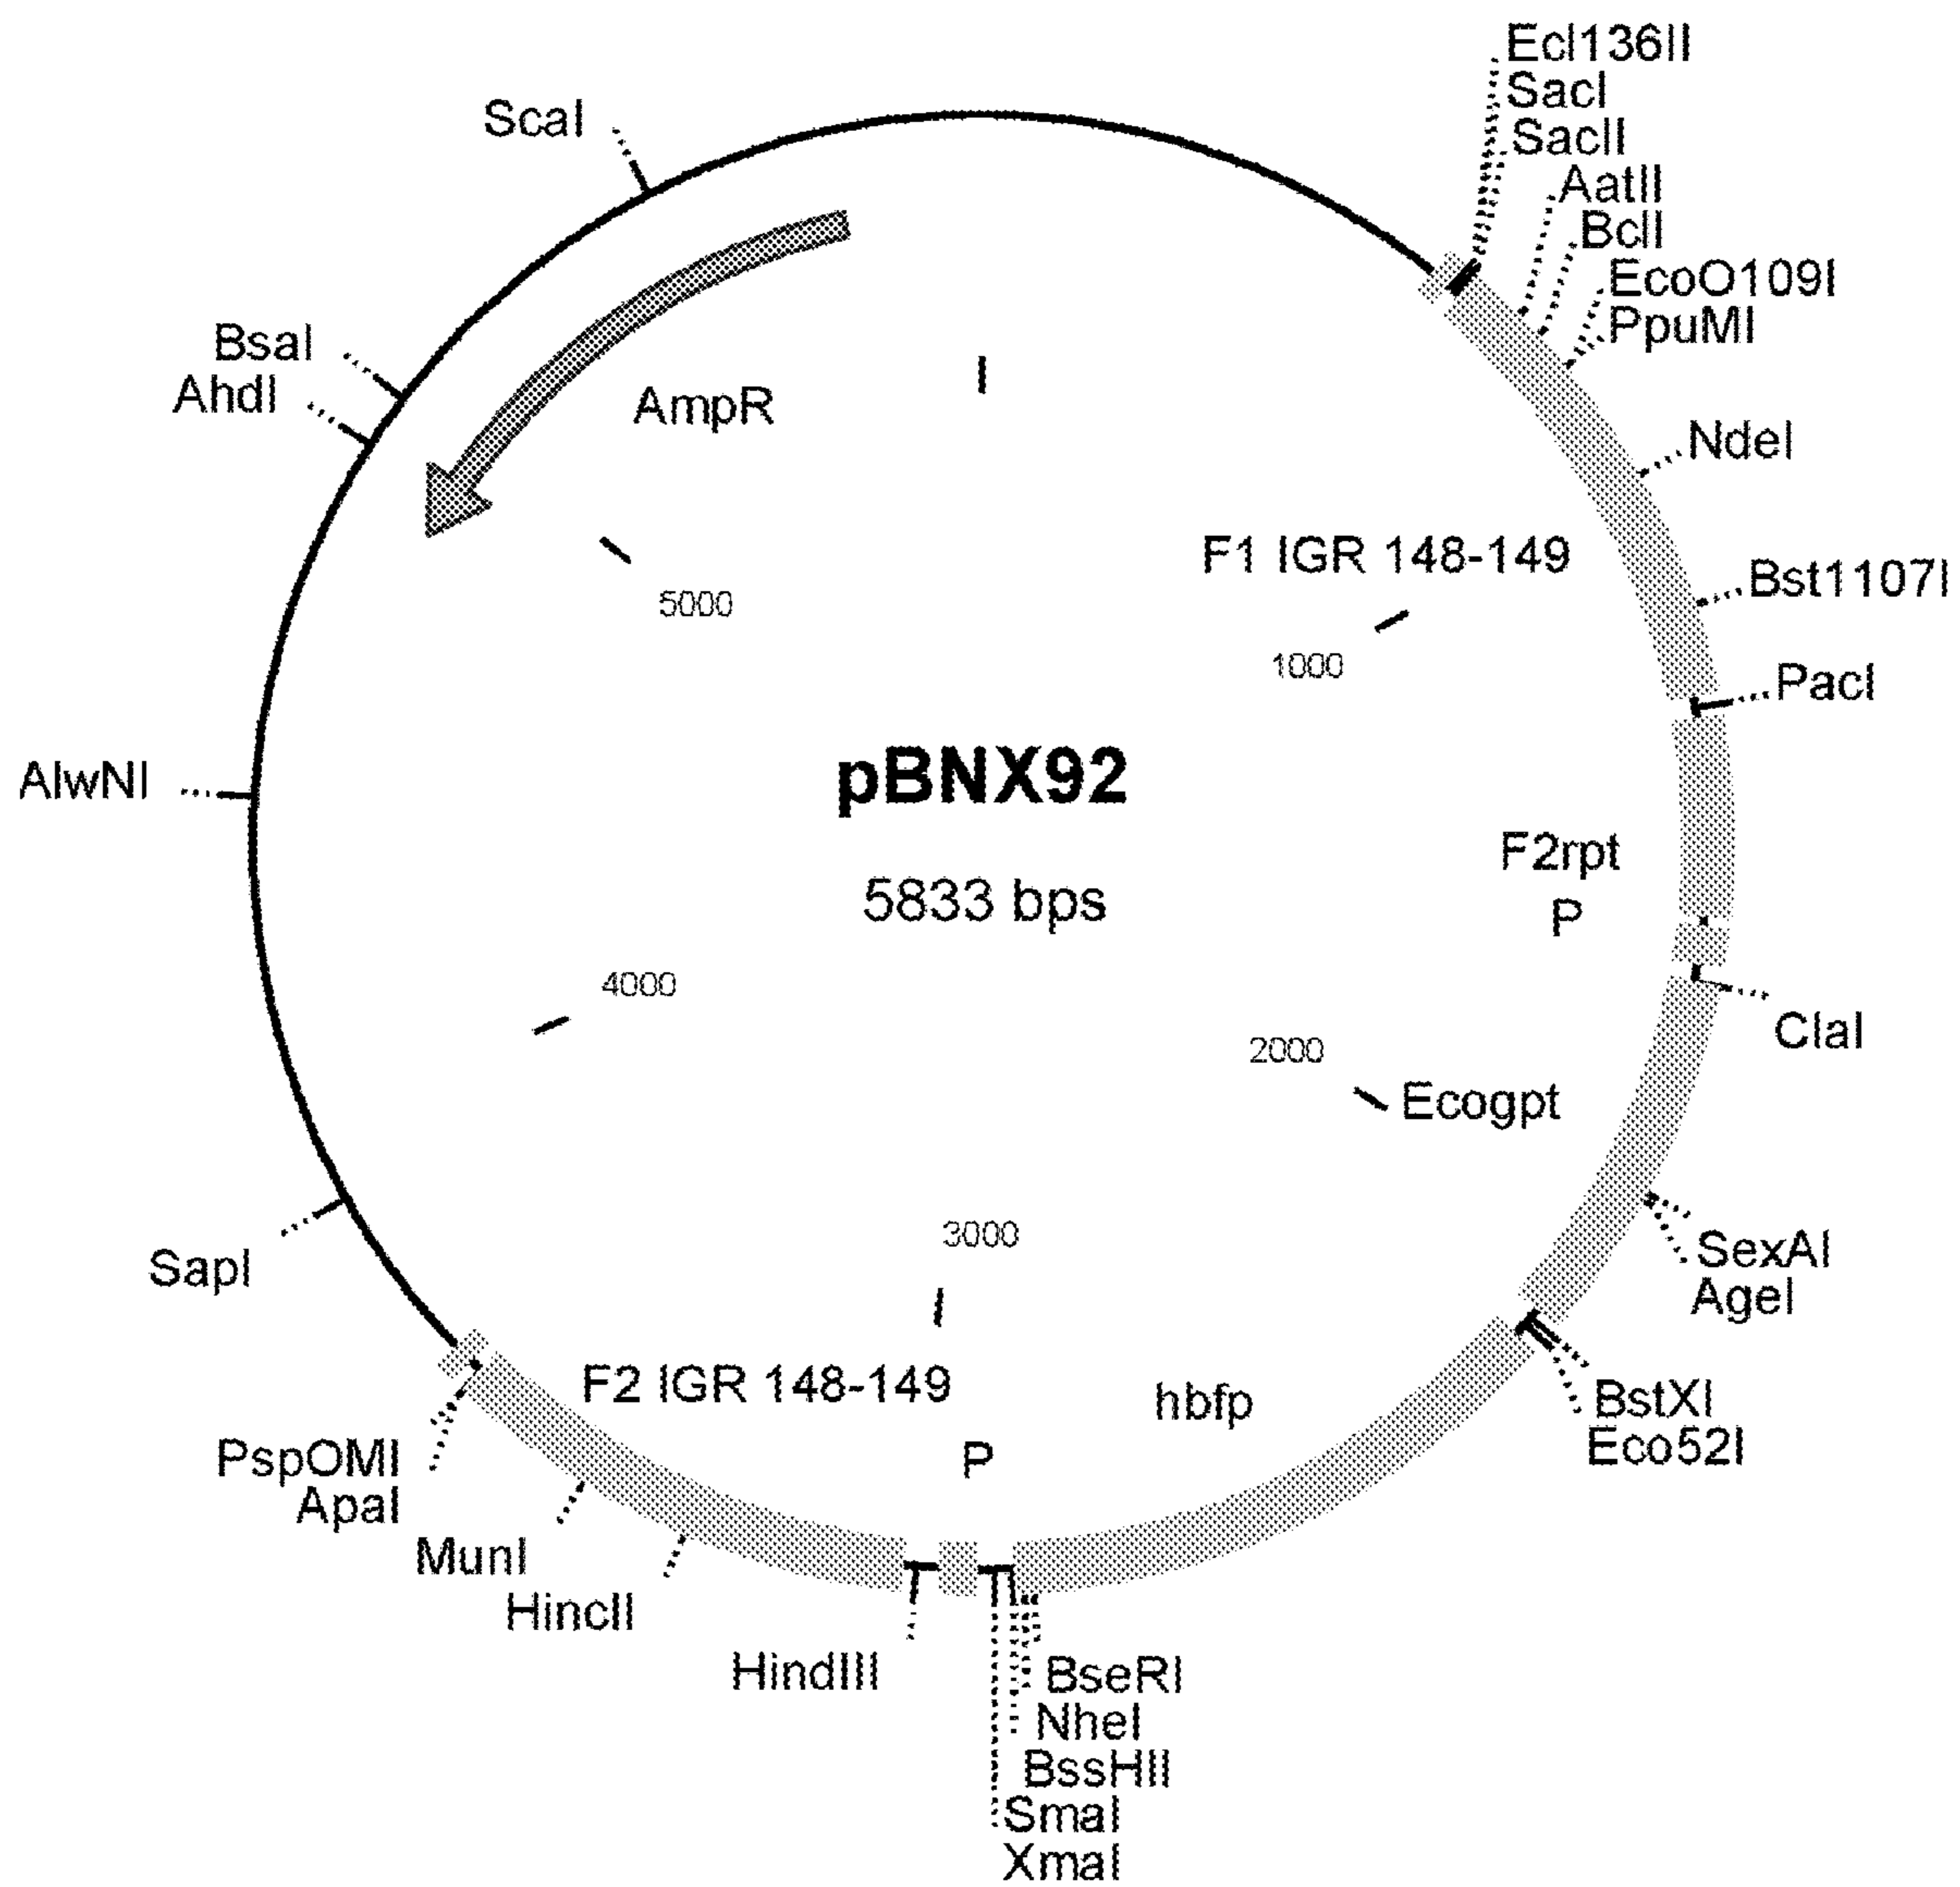 Ecl136II
SacI
SacII
AatII
BclI
EcoO109I
PpuMI
NdeI
Bst1107I
PacI
ClaI
SexAI
AgeI
BstXI
Eco52I
BseRI
NheI
BssHII
SmaI
XmaI
HindIII
HincII
MunI
PspOMI
ApaI
SapI
AlwNI
AhdI
BsaI
ScaI
AmpR
5000
F1 IGR 148-149
1000
pBNX92
5833 bps
F2rpt
P
4000
2000
Ecogpt
3000
F2 IGR 148-149
hbfp
P